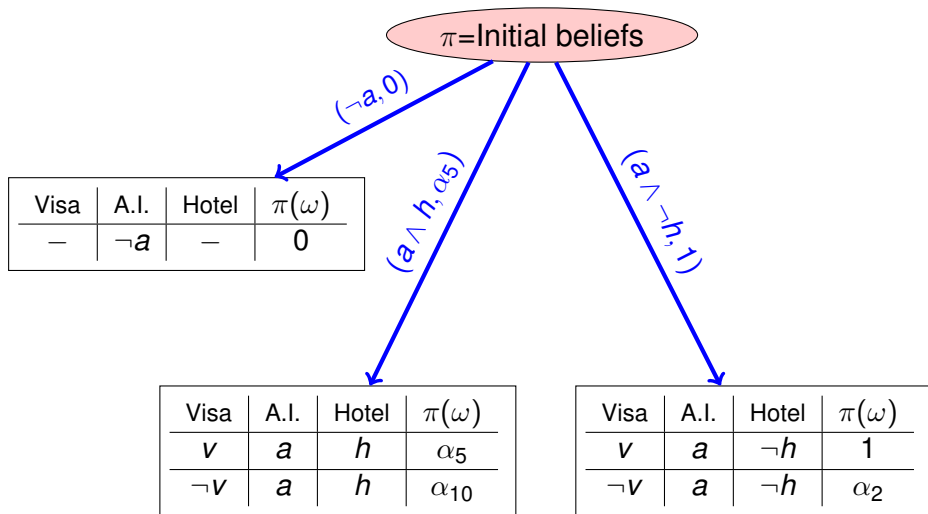 π=Initial beliefs
(¬a, 0)
(a ∧ h, α₅)
(a ∧ ¬h, 1)
Visa A.I. Hotel π(ω)
− ¬a − 0
Visa A.I. Hotel π(ω)
v a h α₅
¬v a h α₁₀
Visa A.I. Hotel π(ω)
v a ¬h 1
¬v a ¬h α₂